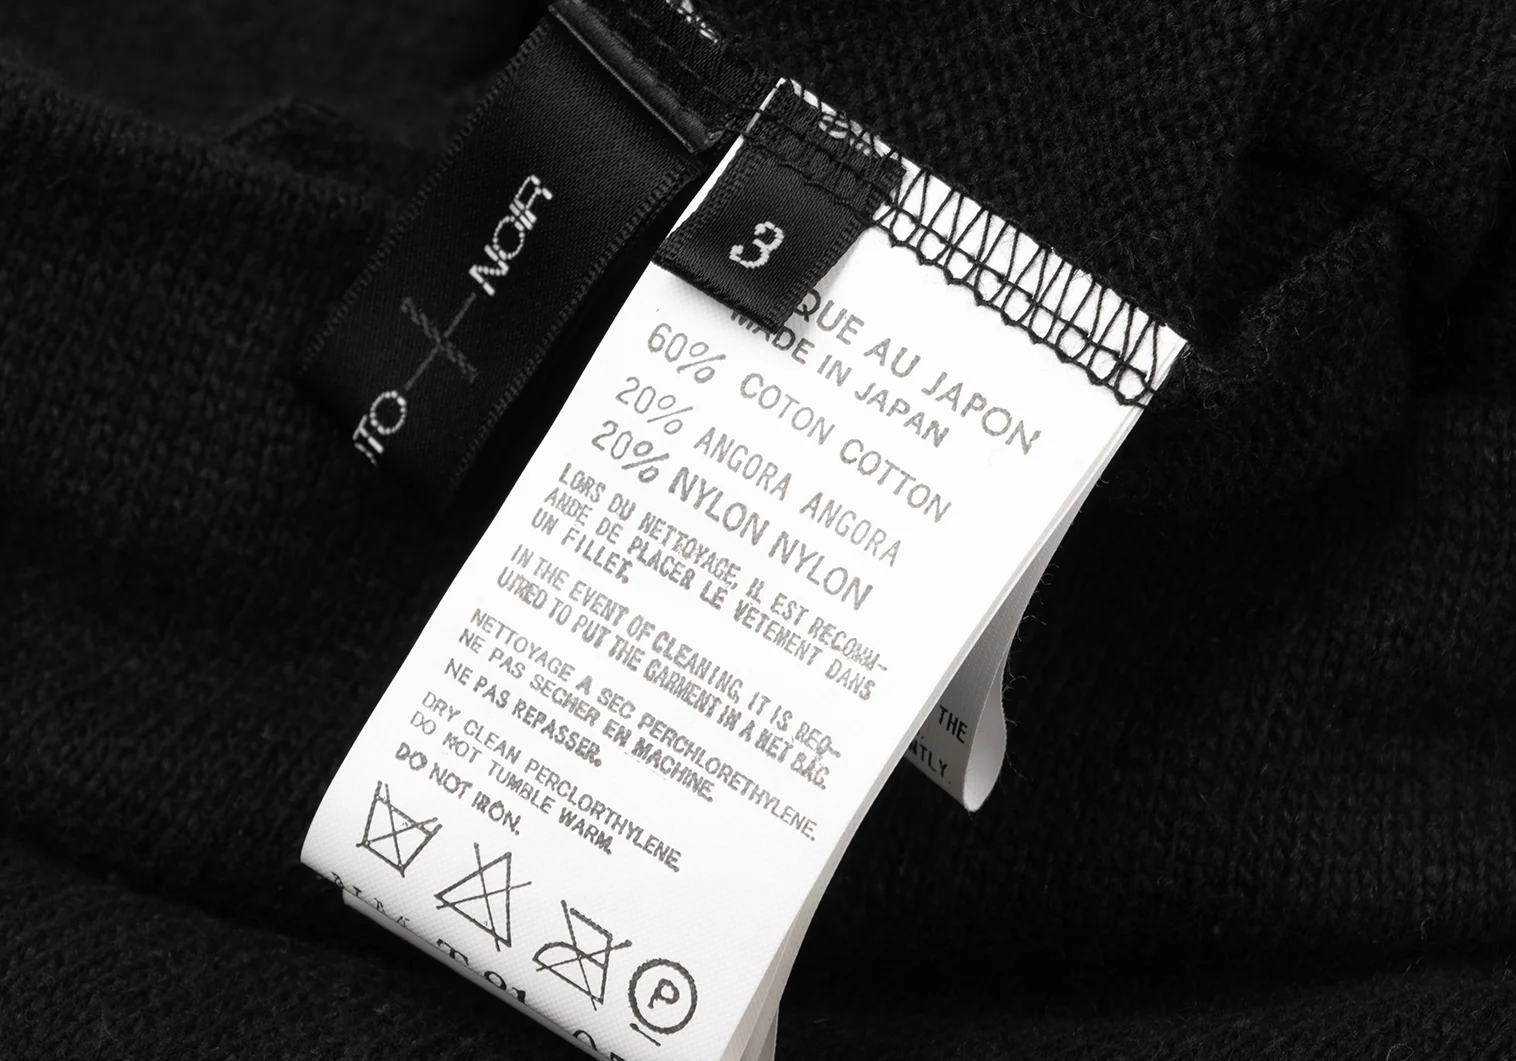 TO
NOIR
3
QUE AU JAPON
MADE IN JAPAN
60% COTON COTTON
20% ANGORA ANGORA
20% NYLON NYLON
LORS DU NETTOYAGE, IL EST RECOMM-
ANDE DE PLACER LE VETEMENT DANS
UN FILLET.
IN THE EVENT OF CLEANING, IT IS REQ-
UIRED TO PUT THE GARMENT IN A NET BAG.
NETTOYAGE A SEC PERCHLORETHYLENE.
NE PAS SECHER EN MACHINE.
NE PAS REPASSER.
DRY CLEAN PERCLORTHYLENE.
DO NOT TUMBLE WARM.
DO NOT IRON.
P
THE
NTLY.